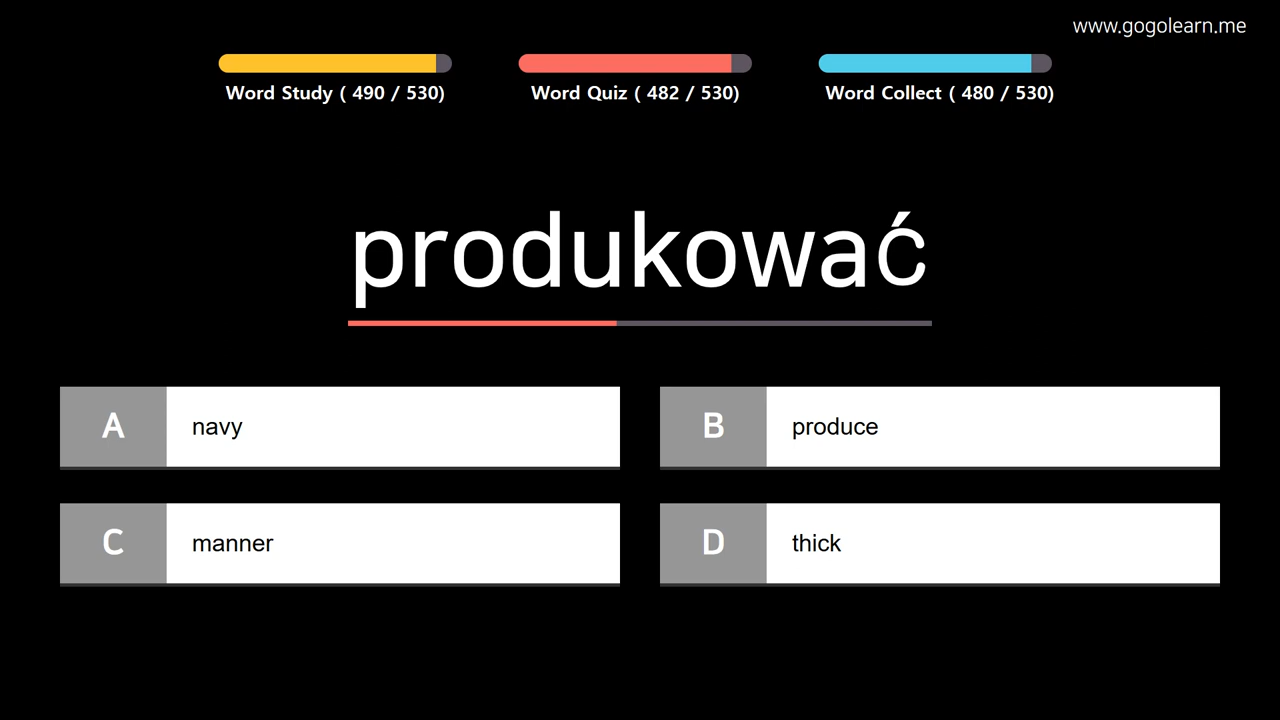 www.gogolearn.me
Word Study ( 490 / 530)
Word Quiz ( 482 / 530)
Word Collect ( 480 / 530)
produkować
A navy
B produce
C manner
D thick